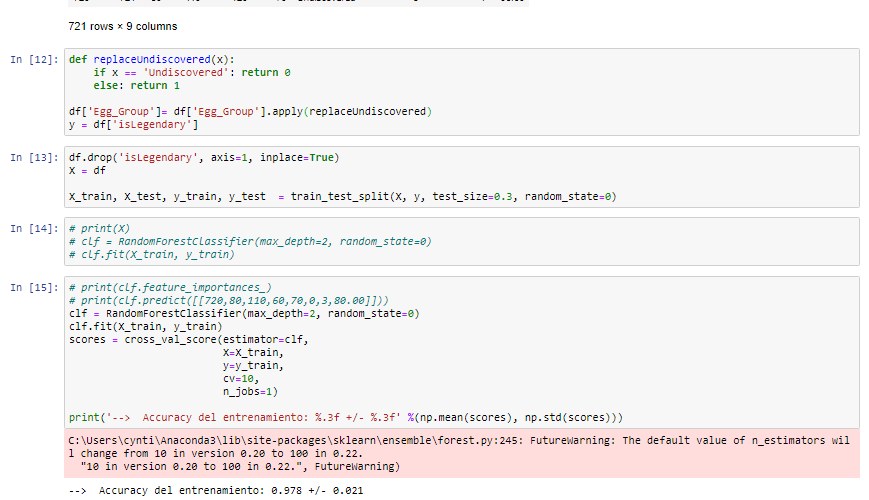 721 rows × 9 columns
In [12]: def replaceUndiscovered(x):
    if x == 'Undiscovered': return 0
    else: return 1
df['Egg_Group']= df['Egg_Group'].apply(replaceUndiscovered)
y = df['isLegendary']
In [13]: df.drop('isLegendary', axis=1, inplace=True)
X = df
X_train, X_test, y_train, y_test  = train_test_split(X, y, test_size=0.3, random_state=0)
In [14]: # print(X)
# clf = RandomForestClassifier(max_depth=2, random_state=0)
# clf.fit(X_train, y_train)
In [15]: # print(clf.feature_importances_)
# print(clf.predict([[720,80,110,60,70,0,3,80.00]]))
clf = RandomForestClassifier(max_depth=2, random_state=0)
clf.fit(X_train, y_train)
scores = cross_val_score(estimator=clf,
                        X=X_train,
                        y=y_train,
                        cv=10,
                        n_jobs=1)
print('-->  Accuracy del entrenamiento: %.3f +/- %.3f' %(np.mean(scores), np.std(scores)))
C:\Users\cynti\Anaconda3\lib\site-packages\sklearn\ensemble\forest.py:245: FutureWarning: The default value of n_estimators wil
l change from 10 in version 0.20 to 100 in 0.22.
  "10 in version 0.20 to 100 in 0.22.", FutureWarning)
-->  Accuracy del entrenamiento: 0.978 +/- 0.021